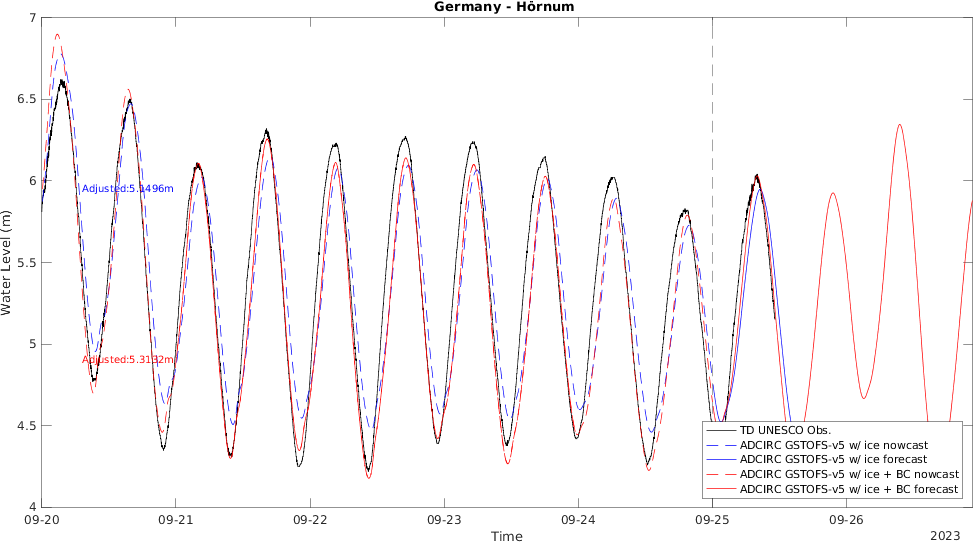 Germany - Hörnum
7
6.5
6
5.5
5
4.5
4
Water Level (m)
Adjusted:5.1496m
Adjusted:5.3132m
TD UNESCO Obs.
ADCIRC GSTOFS-v5 w/ ice nowcast
ADCIRC GSTOFS-v5 w/ ice forecast
ADCIRC GSTOFS-v5 w/ ice + BC nowcast
ADCIRC GSTOFS-v5 w/ ice + BC forecast
09-20 09-21 09-22 09-23 09-24 09-25 09-26
Time
2023